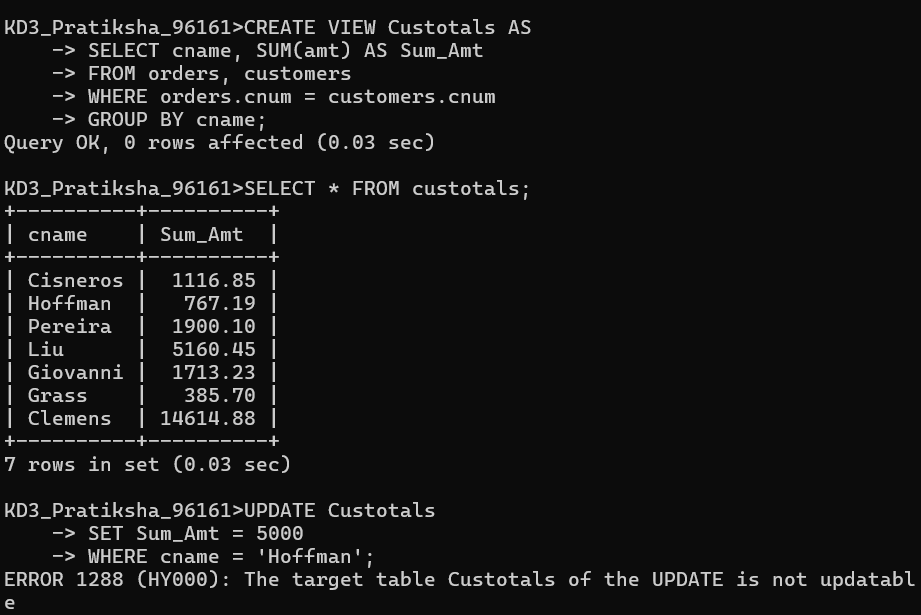 KD3_Pratiksha_96161>CREATE VIEW Custotals AS
    -> SELECT cname, SUM(amt) AS Sum_Amt
    -> FROM orders, customers
    -> WHERE orders.cnum = customers.cnum
    -> GROUP BY cname;
Query OK, 0 rows affected (0.03 sec)

KD3_Pratiksha_96161>SELECT * FROM custotals;
+----------+----------+
| cname    | Sum_Amt  |
+----------+----------+
| Cisneros |  1116.85 |
| Hoffman  |   767.19 |
| Pereira  |  1900.10 |
| Liu      |  5160.45 |
| Giovanni |  1713.23 |
| Grass    |   385.70 |
| Clemens  | 14614.88 |
+----------+----------+
7 rows in set (0.03 sec)

KD3_Pratiksha_96161>UPDATE Custotals
    -> SET Sum_Amt = 5000
    -> WHERE cname = 'Hoffman';
ERROR 1288 (HY000): The target table Custotals of the UPDATE is not updatabl
e